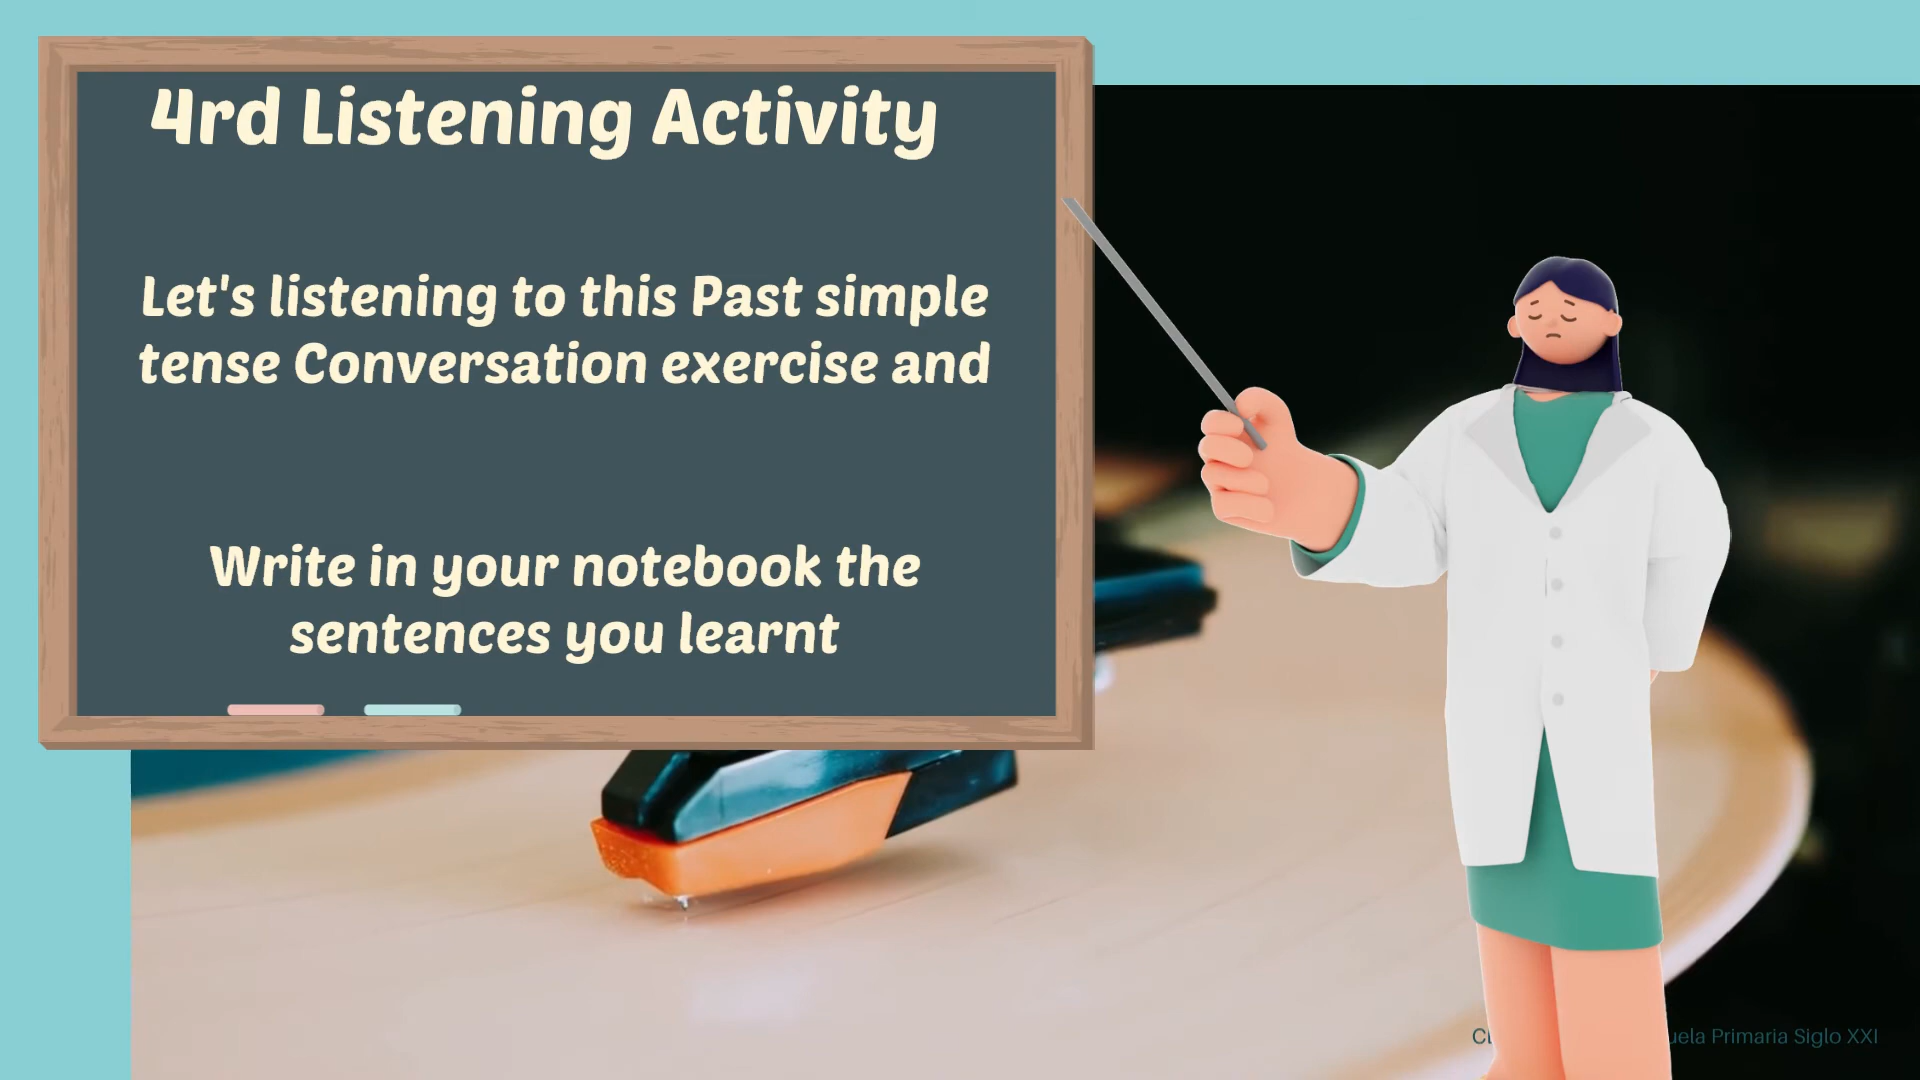 4rd Listening Activity
Let's listening to this Past simple
tense Conversation exercise and
Write in your notebook the
sentences you learnt
Primaria Siglo XXI